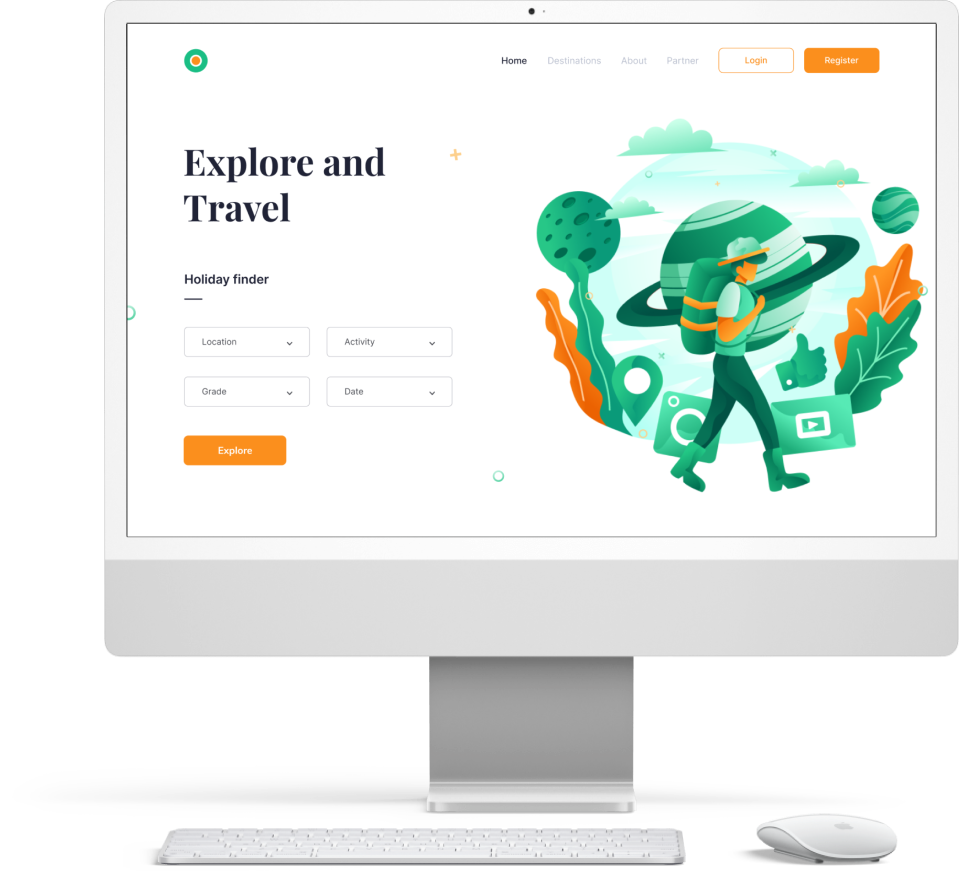 Home Destinations About Partner Login Register
Explore and
Travel
Holiday finder
Location Activity
Grade Date
Explore